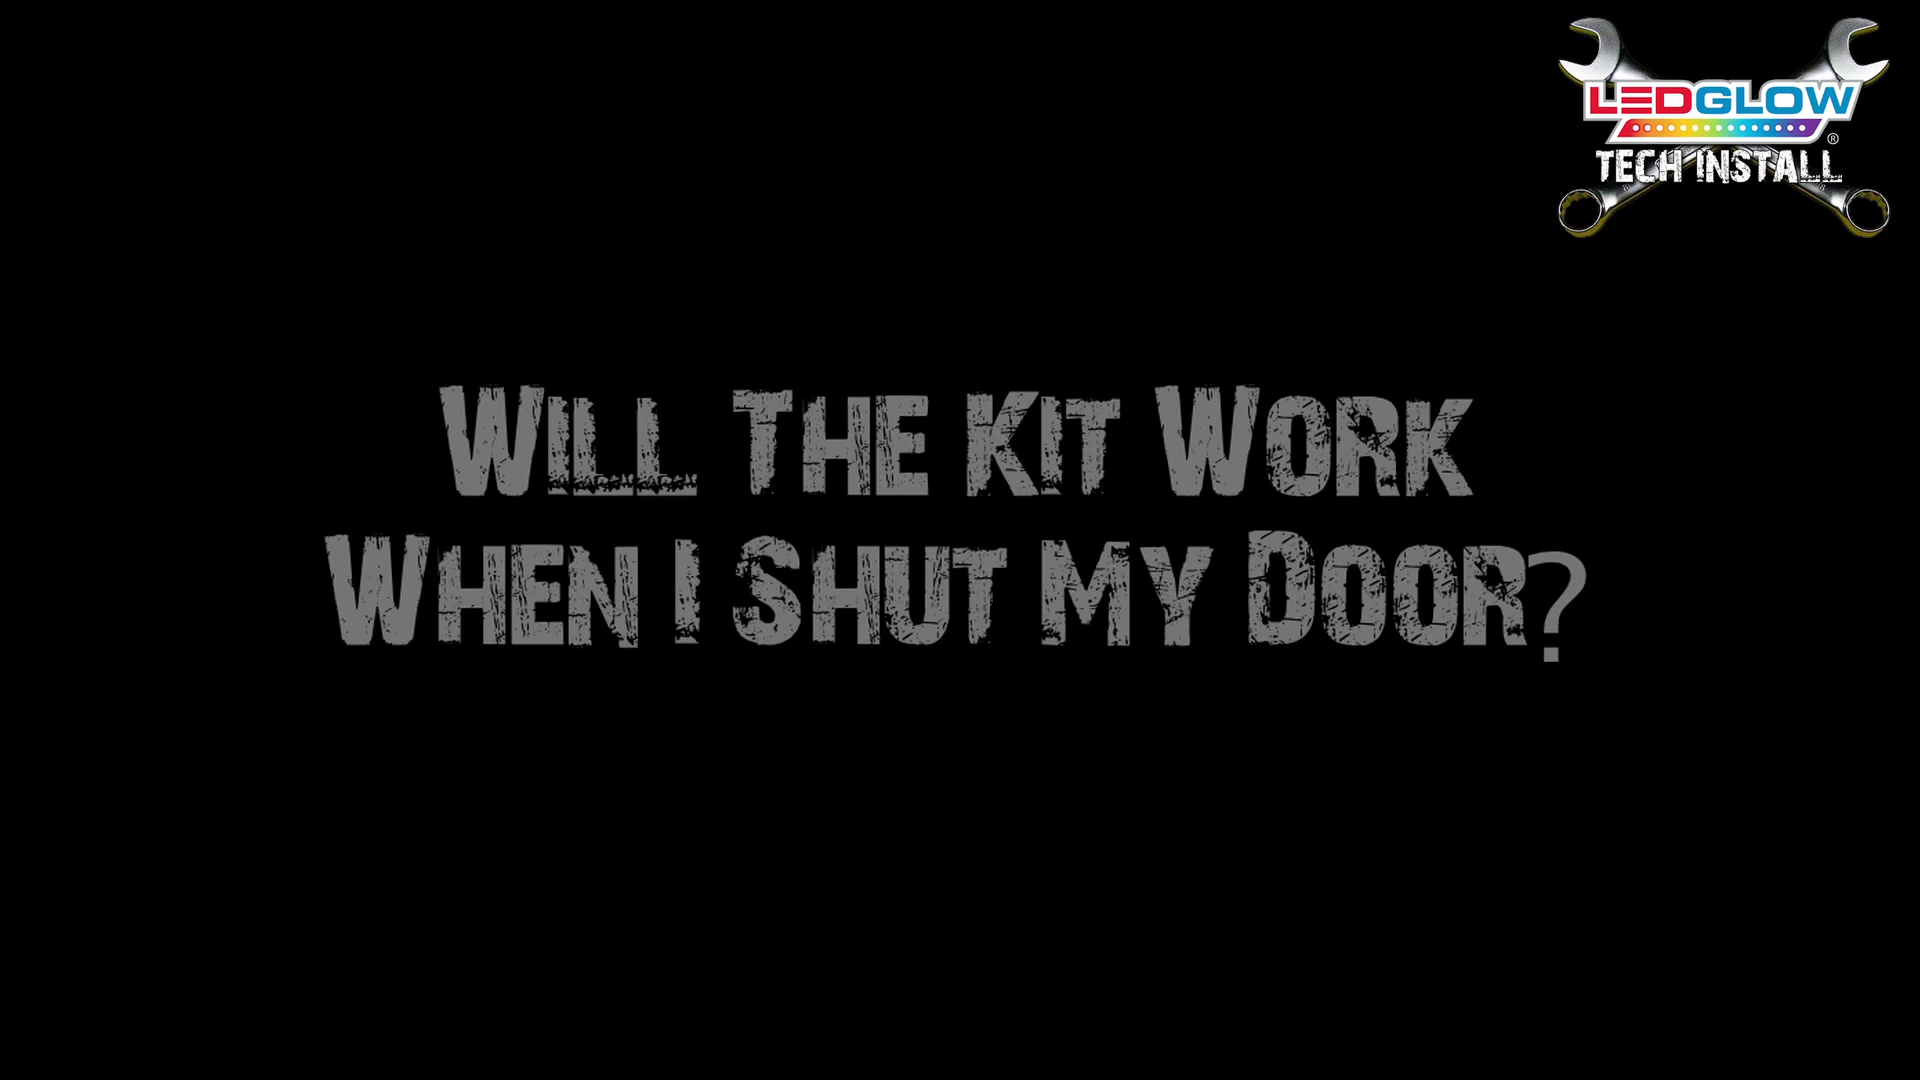 LEDGLOW
®
TECH INSTALL
WILL THE KIT WORK
WHEN I SHUT MY DOOR?